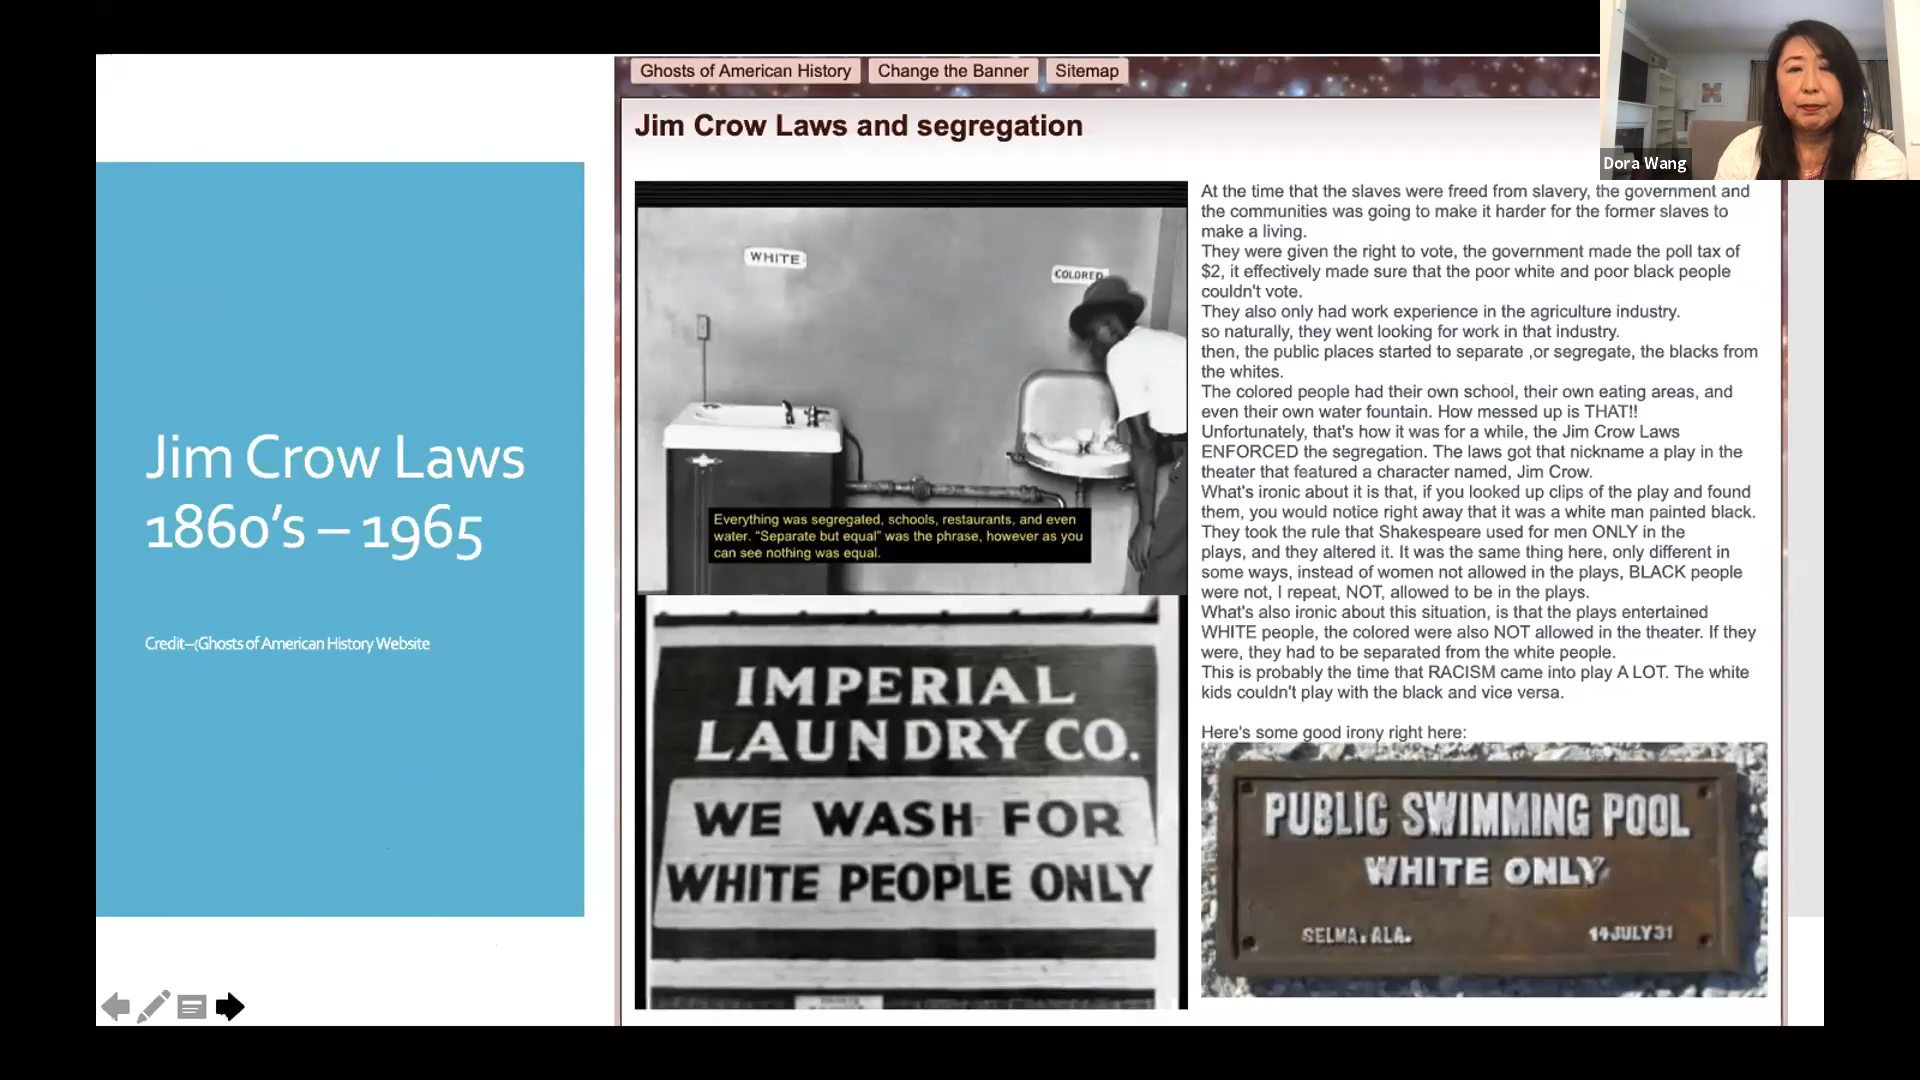 Jim Crow Laws
1860's – 1965
Credit–(Ghosts of American History Website
Ghosts of American History
Change the Banner
Sitemap
Jim Crow Laws and segregation
WHITE
COLORED
Everything was segregated, schools, restaurants, and even
water. "Separate but equal" was the phrase, however as you
can see nothing was equal.
IMPERIAL
LAUNDRY CO.
WE WASH FOR
WHITE PEOPLE ONLY
At the time that the slaves were freed from slavery, the government and
the communities was going to make it harder for the former slaves to
make a living.
They were given the right to vote, the government made the poll tax of
$2, it effectively made sure that the poor white and poor black people
couldn't vote.
They also only had work experience in the agriculture industry.
so naturally, they went looking for work in that industry.
then, the public places started to separate ,or segregate, the blacks from
the whites.
The colored people had their own school, their own eating areas, and
even their own water fountain. How messed up is THAT!!
Unfortunately, that's how it was for a while, the Jim Crow Laws
ENFORCED the segregation. The laws got that nickname a play in the
theater that featured a character named, Jim Crow.
What's ironic about it is that, if you looked up clips of the play and found
them, you would notice right away that it was a white man painted black.
They took the rule that Shakespeare used for men ONLY in the
plays, and they altered it. It was the same thing here, only different in
some ways, instead of women not allowed in the plays, BLACK people
were not, I repeat, NOT, allowed to be in the plays.
What's also ironic about this situation, is that the plays entertained
WHITE people, the colored were also NOT allowed in the theater. If they
were, they had to be separated from the white people.
This is probably the time that RACISM came into play A LOT. The white
kids couldn't play with the black and vice versa.
Here's some good irony right here:
PUBLIC SWIMMING POOL
WHITE ONLY
SELMA. ALA.
14 JULY 31
Dora Wang